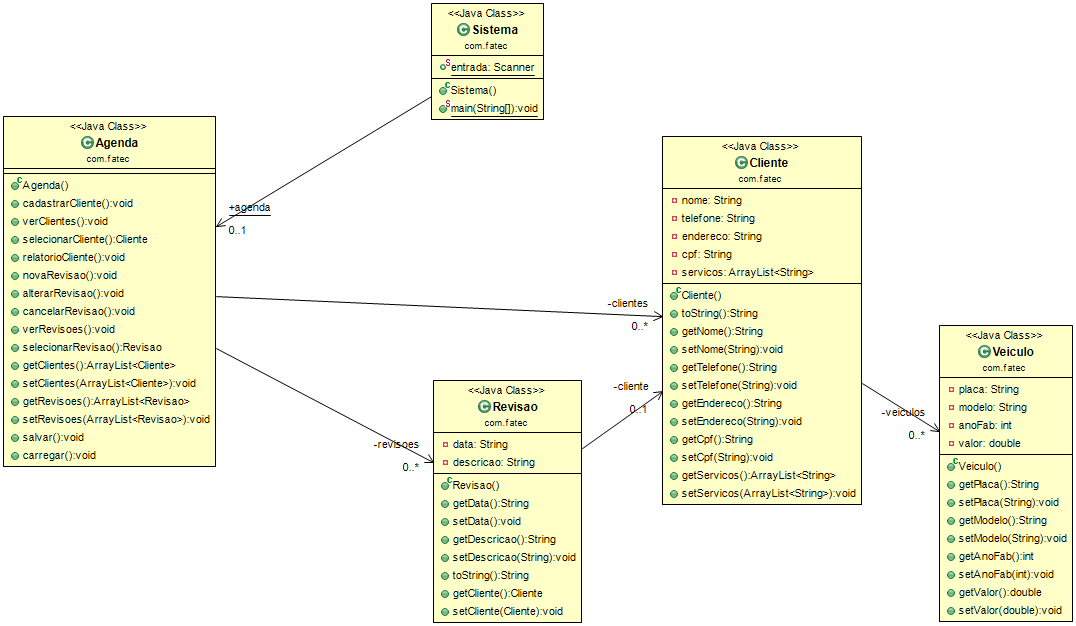 <<Java Class>>
Sistema
com.fatec
entrada: Scanner
Sistema()
main(String[]):void
<<Java Class>>
Agenda
com.fatec
Agenda()
cadastrarCliente():void
verClientes():void
selecionarCliente():Cliente
relatorioCliente():void
novaRevisao():void
alterarRevisao():void
cancelarRevisao():void
verRevisoes():void
selecionarRevisao():Revisao
getClientes():ArrayList<Cliente>
setClientes(ArrayList<Cliente>):void
getRevisoes():ArrayList<Revisao>
setRevisoes(ArrayList<Revisao>):void
salvar():void
carregar():void
+agenda
0..1
-clientes
0..*
-revisoes
0..*
<<Java Class>>
Revisao
com.fatec
data: String
descricao: String
Revisao()
getData():String
setData():void
getDescricao():String
setDescricao(String):void
toString():String
getCliente():Cliente
setCliente(Cliente):void
-cliente
0..1
<<Java Class>>
Cliente
com.fatec
nome: String
telefone: String
endereco: String
cpf: String
servicos: ArrayList<String>
Cliente()
toString():String
getNome():String
setNome(String):void
getTelefone():String
setTelefone(String):void
getEndereco():String
setEndereco(String):void
getCpf():String
setCpf(String):void
getServicos():ArrayList<String>
setServicos(ArrayList<String>):void
-veiculos
0..*
<<Java Class>>
Veiculo
com.fatec
placa: String
modelo: String
anoFab: int
valor: double
Veiculo()
getPlaca():String
setPlaca(String):void
getModelo():String
setModelo(String):void
getAnoFab():int
setAnoFab(int):void
getValor():double
setValor(double):void